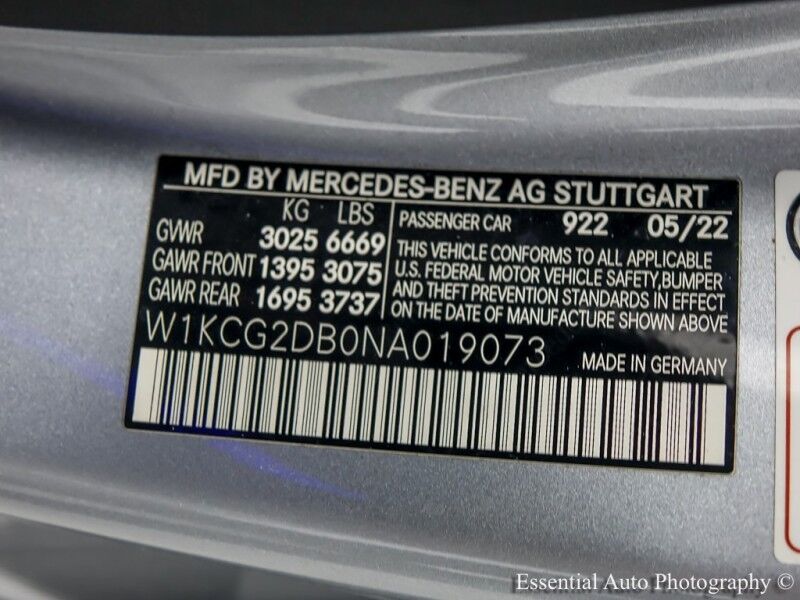 MFD BY MERCEDES-BENZ AG STUTTGART
KG LBS
GVWR 3025 6669
GAWR FRONT 1395 3075
GAWR REAR 1695 3737
PASSENGER CAR 922 05/22
THIS VEHICLE CONFORMS TO ALL APPLICABLE
U.S. FEDERAL MOTOR VEHICLE SAFETY, BUMPER
AND THEFT PREVENTION STANDARDS IN EFFECT
ON THE DATE OF MANUFACTURE SHOWN ABOVE
W1KCG2DB0NA019073
MADE IN GERMANY
Essential Auto Photography ©